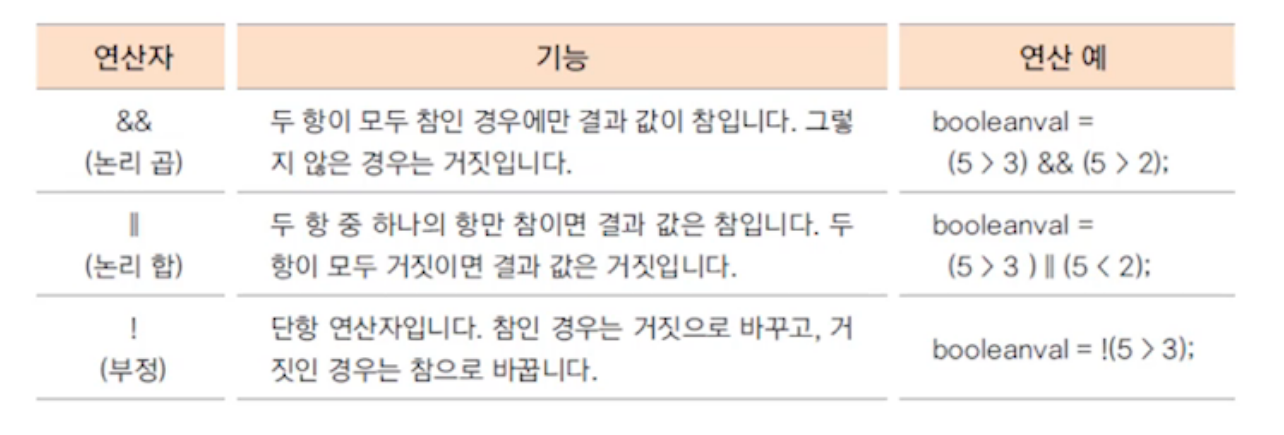 연산자 기능 연산 예
&& 두 항이 모두 참인 경우에만 결과 값이 참입니다. 그렇 booleanval =
(논리 곱) 지 않은 경우는 거짓입니다. (5 > 3) && (5 > 2);
|| 두 항 중 하나의 항만 참이면 결과 값은 참입니다. 두 booleanval =
(논리 합) 항이 모두 거짓이면 결과 값은 거짓입니다. (5 > 3 ) || (5 < 2);
! 단항 연산자입니다. 참인 경우는 거짓으로 바꾸고, 거
(부정) 짓인 경우는 참으로 바꿉니다.
booleanval = !(5 > 3);